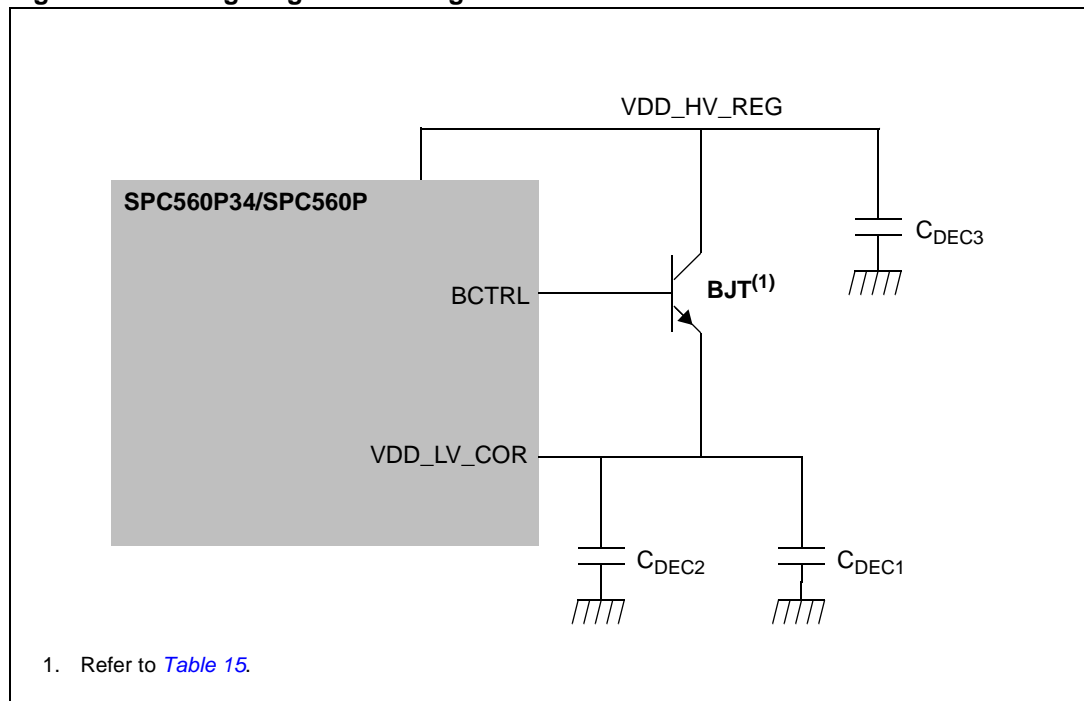 VDD_HV_REG
SPC560P34/SPC560P
CDEC3
BCTRL
BJT(1)
VDD_LV_COR
CDEC2
CDEC1
1. Refer to Table 15.